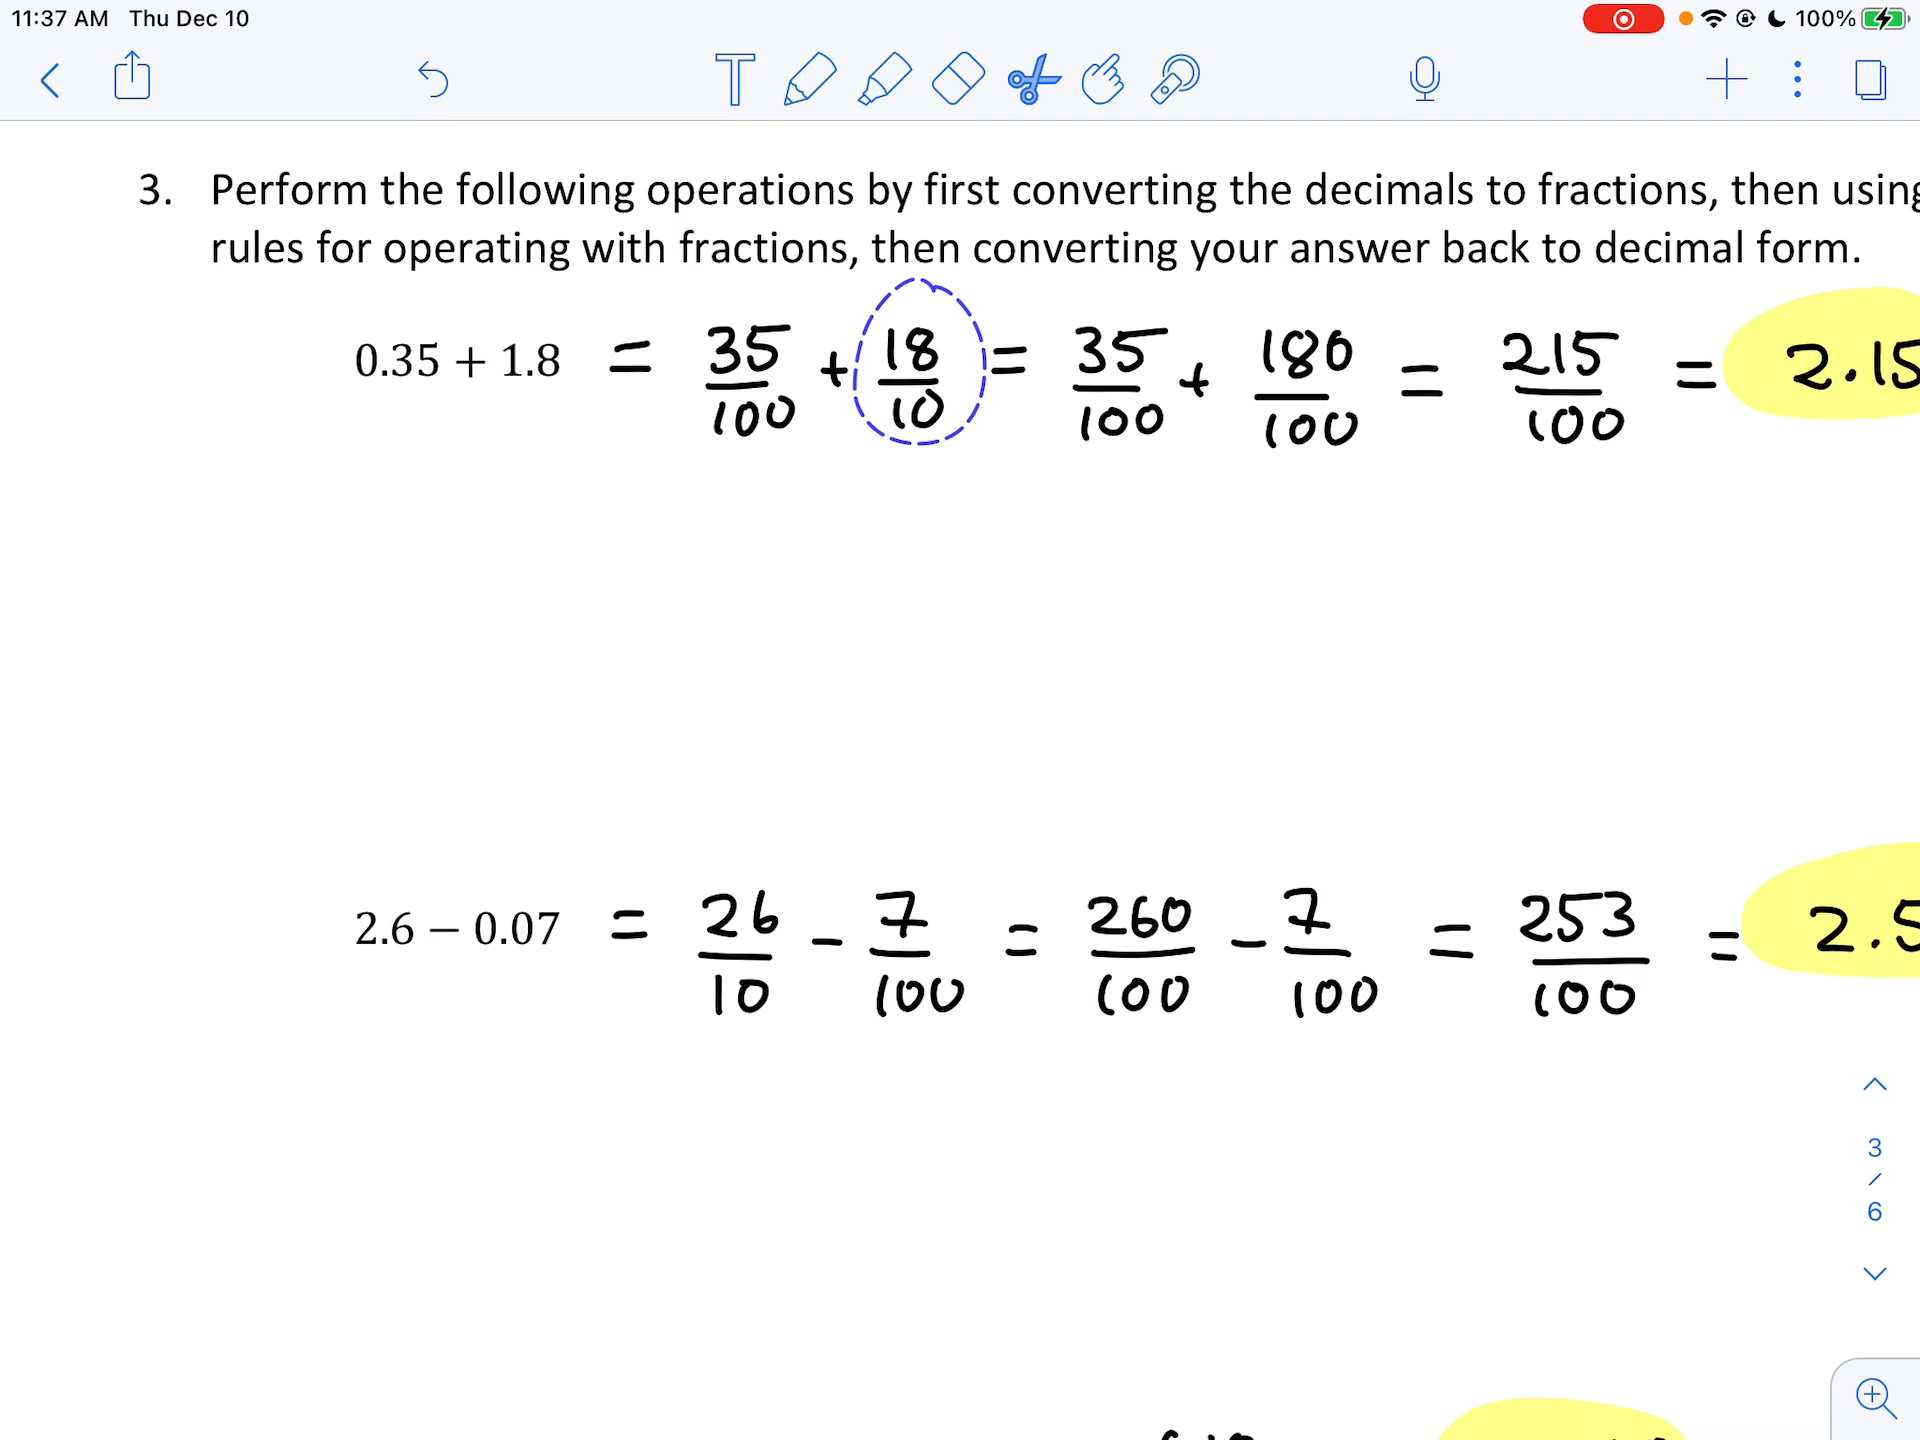 11:37 AM Thu Dec 10 100%
3. Perform the following operations by first converting the decimals to fractions, then using
rules for operating with fractions, then converting your answer back to decimal form.
0.35 + 1.8 = 35/100 + 18/10 = 35/100 + 180/100 = 215/100 = 2.15
2.6 − 0.07 = 26/10 - 7/100 = 260/100 - 7/100 = 253/100 = 2.5
3
/
6